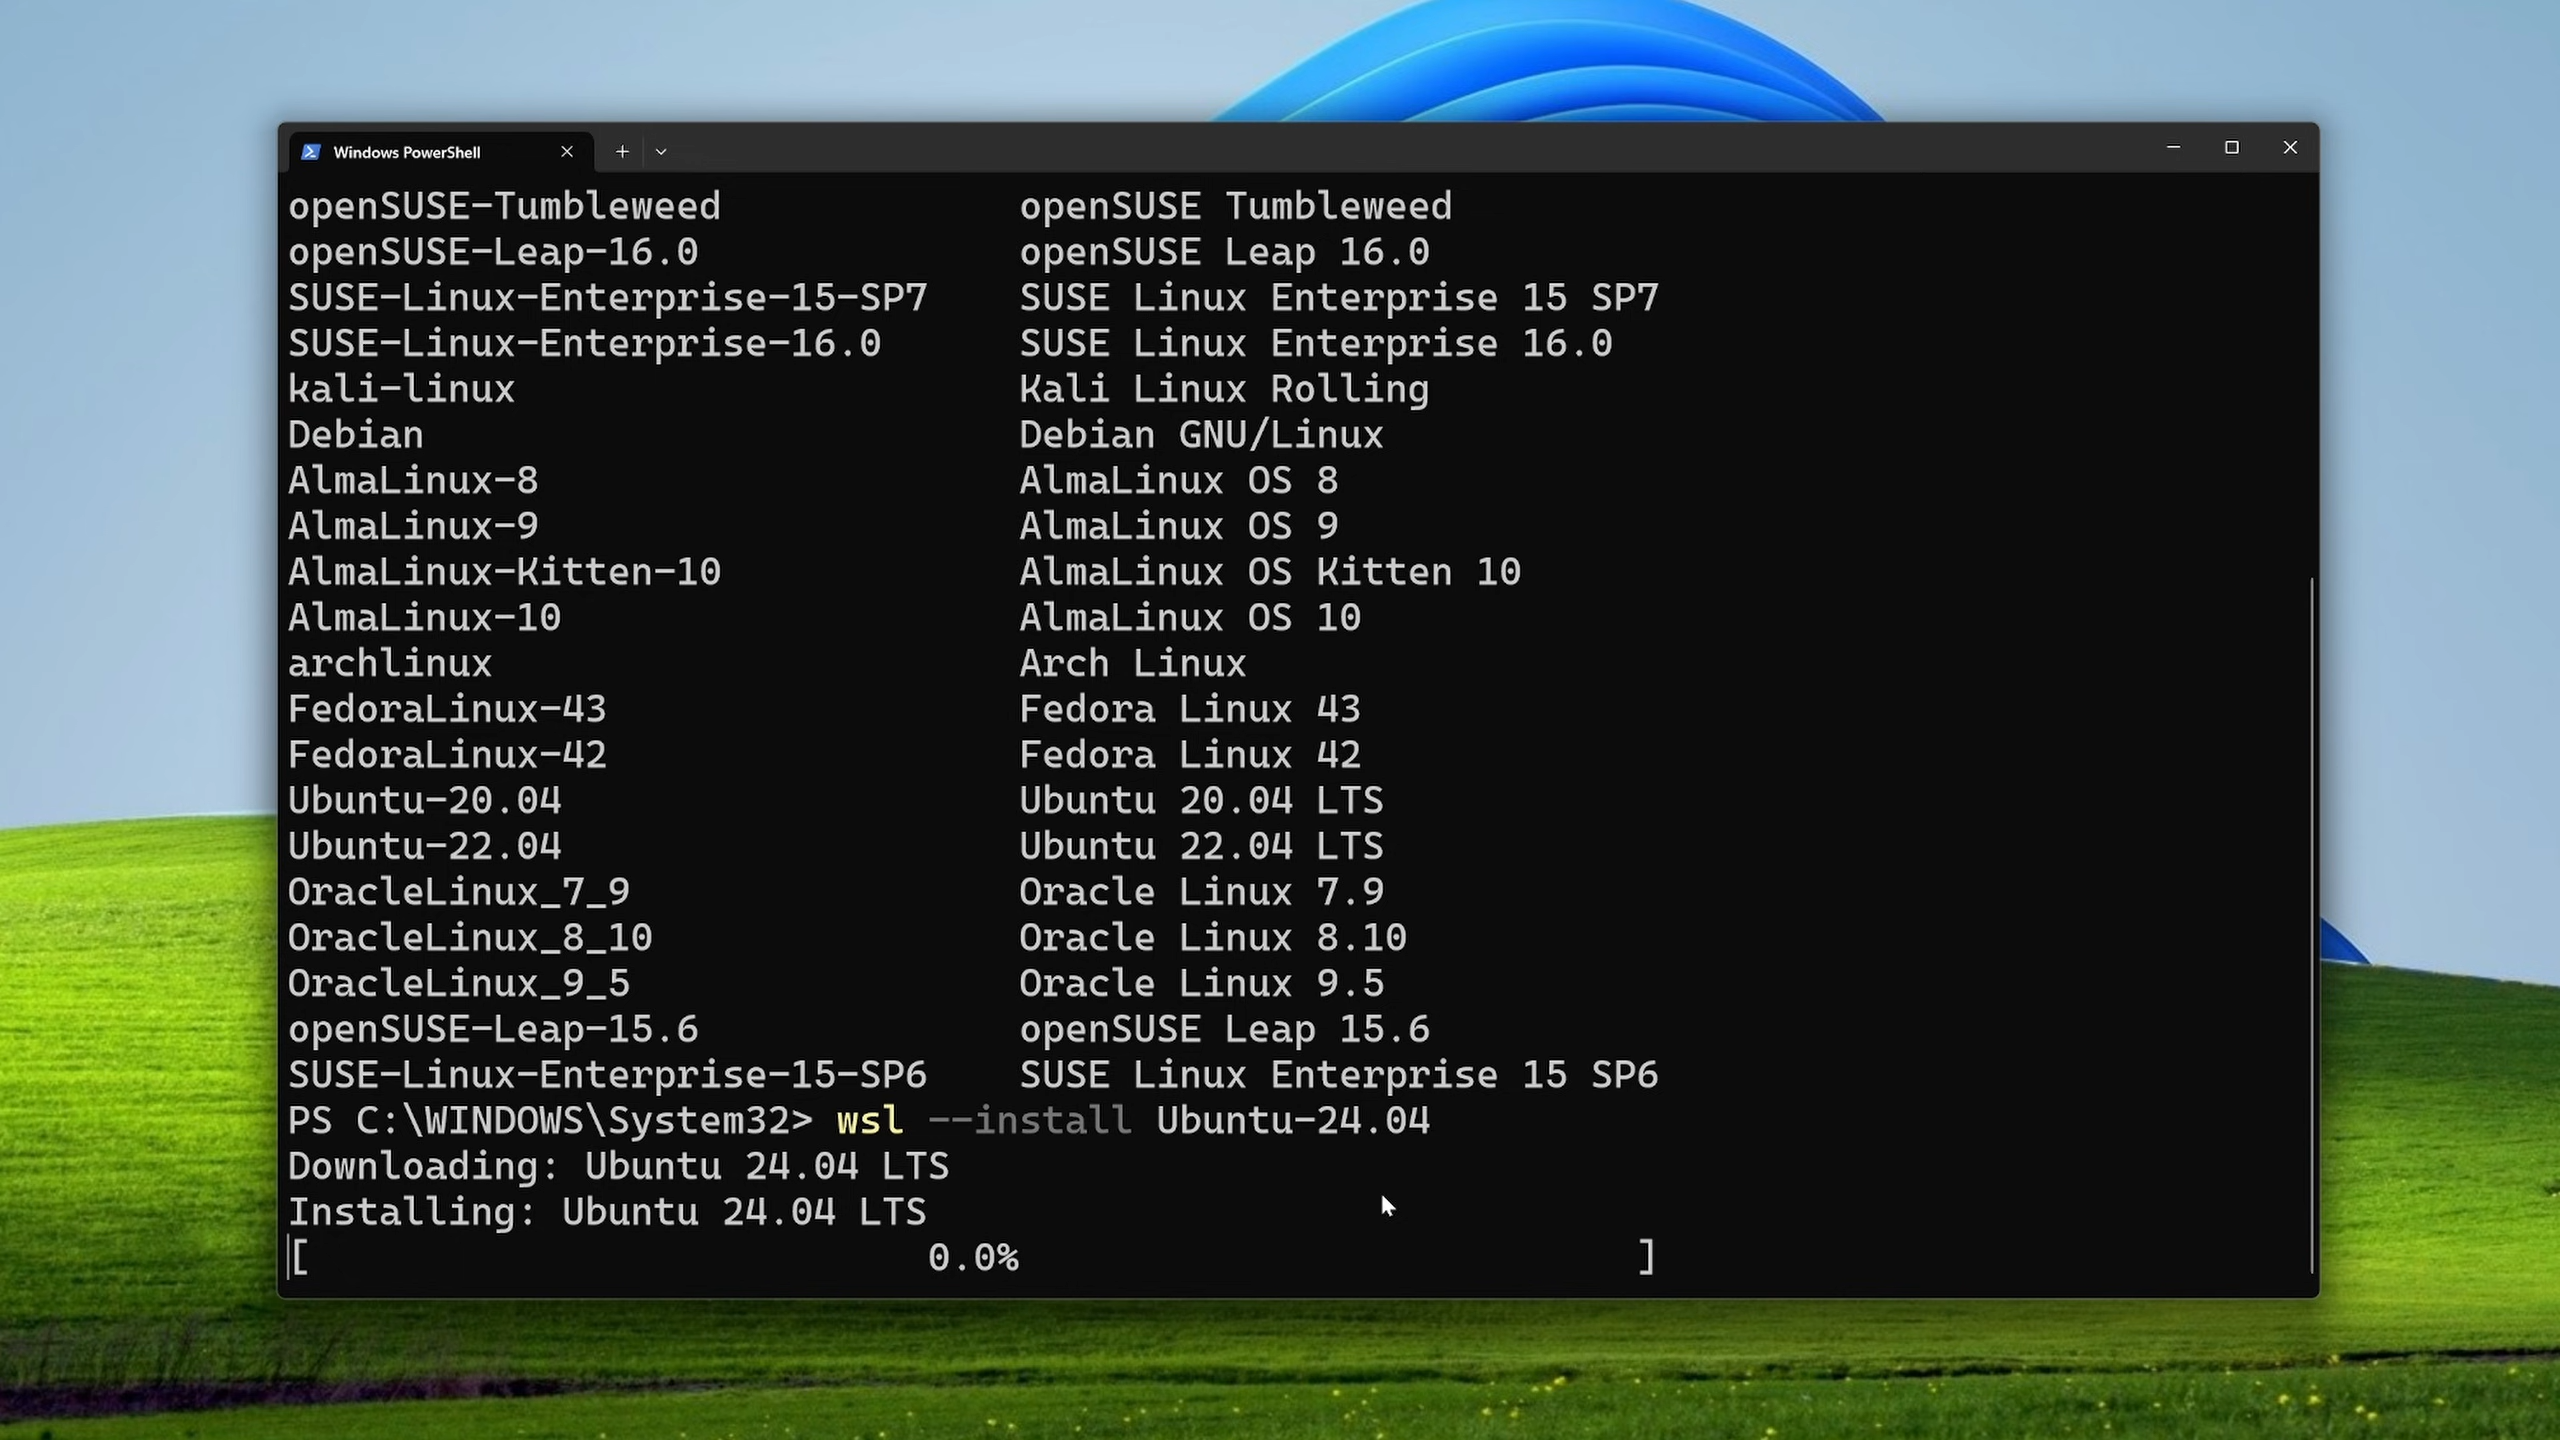 Windows PowerShell
openSUSE-Tumbleweed openSUSE Tumbleweed
openSUSE-Leap-16.0 openSUSE Leap 16.0
SUSE-Linux-Enterprise-15-SP7 SUSE Linux Enterprise 15 SP7
SUSE-Linux-Enterprise-16.0 SUSE Linux Enterprise 16.0
kali-linux Kali Linux Rolling
Debian Debian GNU/Linux
AlmaLinux-8 AlmaLinux OS 8
AlmaLinux-9 AlmaLinux OS 9
AlmaLinux-Kitten-10 AlmaLinux OS Kitten 10
AlmaLinux-10 AlmaLinux OS 10
archlinux Arch Linux
FedoraLinux-43 Fedora Linux 43
FedoraLinux-42 Fedora Linux 42
Ubuntu-20.04 Ubuntu 20.04 LTS
Ubuntu-22.04 Ubuntu 22.04 LTS
OracleLinux_7_9 Oracle Linux 7.9
OracleLinux_8_10 Oracle Linux 8.10
OracleLinux_9_5 Oracle Linux 9.5
openSUSE-Leap-15.6 openSUSE Leap 15.6
SUSE-Linux-Enterprise-15-SP6 SUSE Linux Enterprise 15 SP6
PS C:\WINDOWS\System32> wsl --install Ubuntu-24.04
Downloading: Ubuntu 24.04 LTS
Installing: Ubuntu 24.04 LTS
[ 0.0% ]